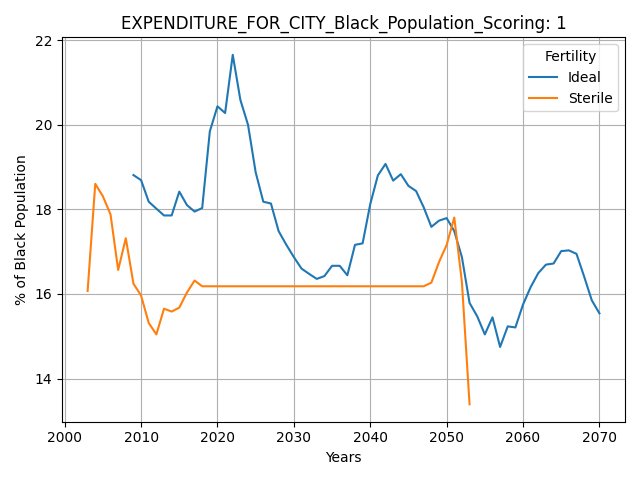 EXPENDITURE_FOR_CITY_Black_Population_Scoring: 1
22
20
18
16
14
% of Black Population
Fertility
Ideal
Sterile
2000 2010 2020 2030 2040 2050 2060 2070
Years